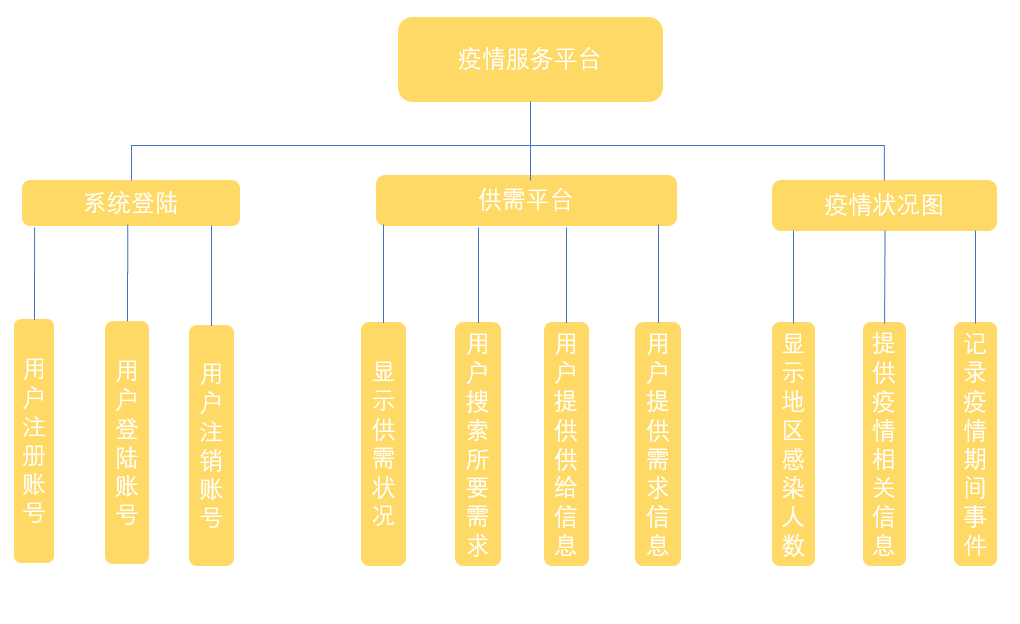 疫情服务平台
系统登陆
供需平台
疫情状况图
用户注册账号
用户登陆账号
用户注销账号
显示供需状况
用户搜索所要需求
用户提供供给信息
用户提供需求信息
显示地区感染人数
提供疫情相关信息
记录疫情期间事件